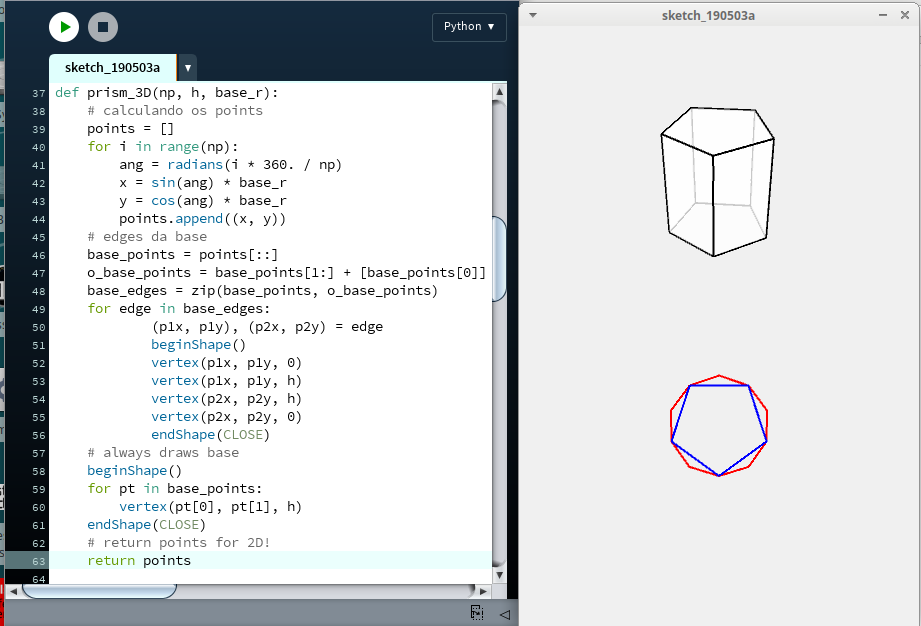 Python ▼
sketch_190503a
sketch_190503a ▼
37 def prism_3D(np, h, base_r):
38     # calculando os points
39     points = []
40     for i in range(np):
41         ang = radians(i * 360. / np)
42         x = sin(ang) * base_r
43         y = cos(ang) * base_r
44         points.append((x, y))
45     # edges da base
46     base_points = points[::]
47     o_base_points = base_points[1:] + [base_points[0]]
48     base_edges = zip(base_points, o_base_points)
49     for edge in base_edges:
50             (p1x, p1y), (p2x, p2y) = edge
51             beginShape()
52             vertex(p1x, p1y, 0)
53             vertex(p1x, p1y, h)
54             vertex(p2x, p2y, h)
55             vertex(p2x, p2y, 0)
56             endShape(CLOSE)
57     # always draws base
58     beginShape()
59     for pt in base_points:
60         vertex(pt[0], pt[1], h)
61     endShape(CLOSE)
62     # return points for 2D!
63     return points
64